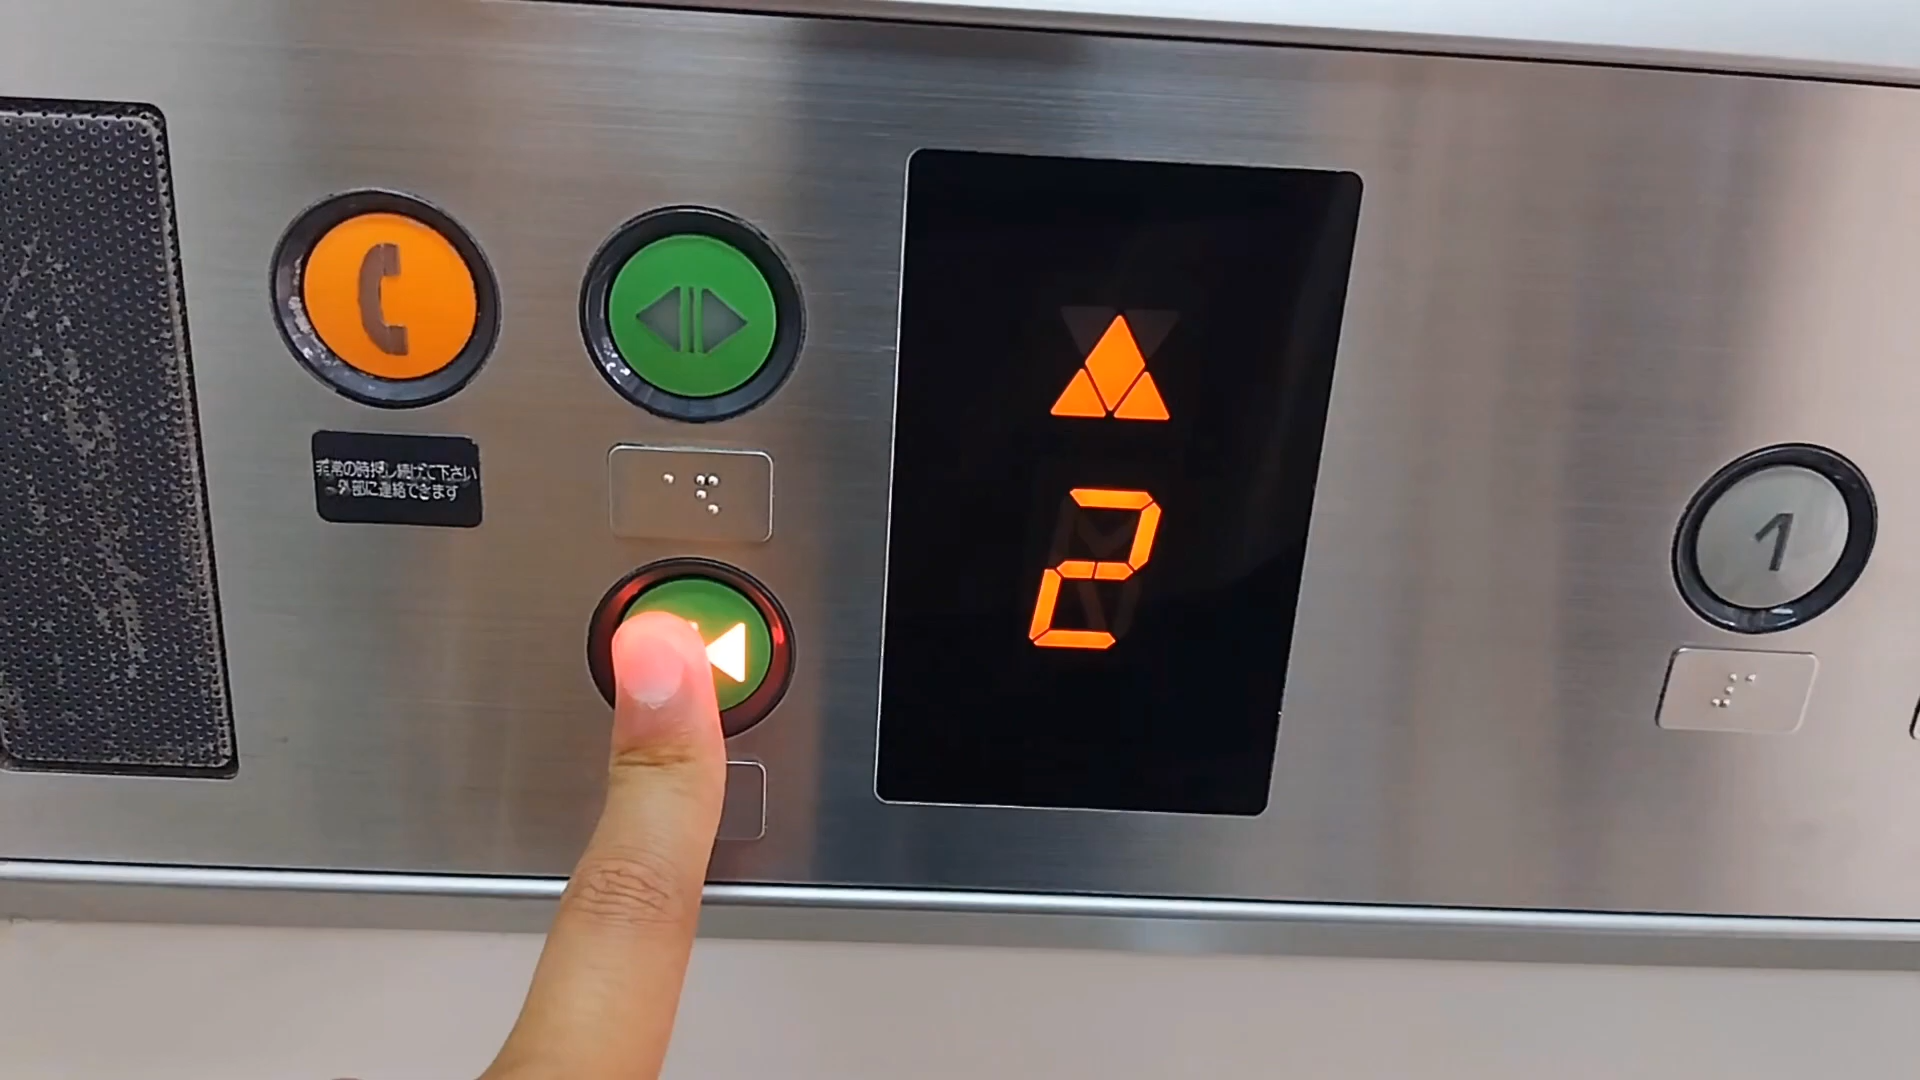 非常の時押し続けて下さい
外部に連絡できます
2
1